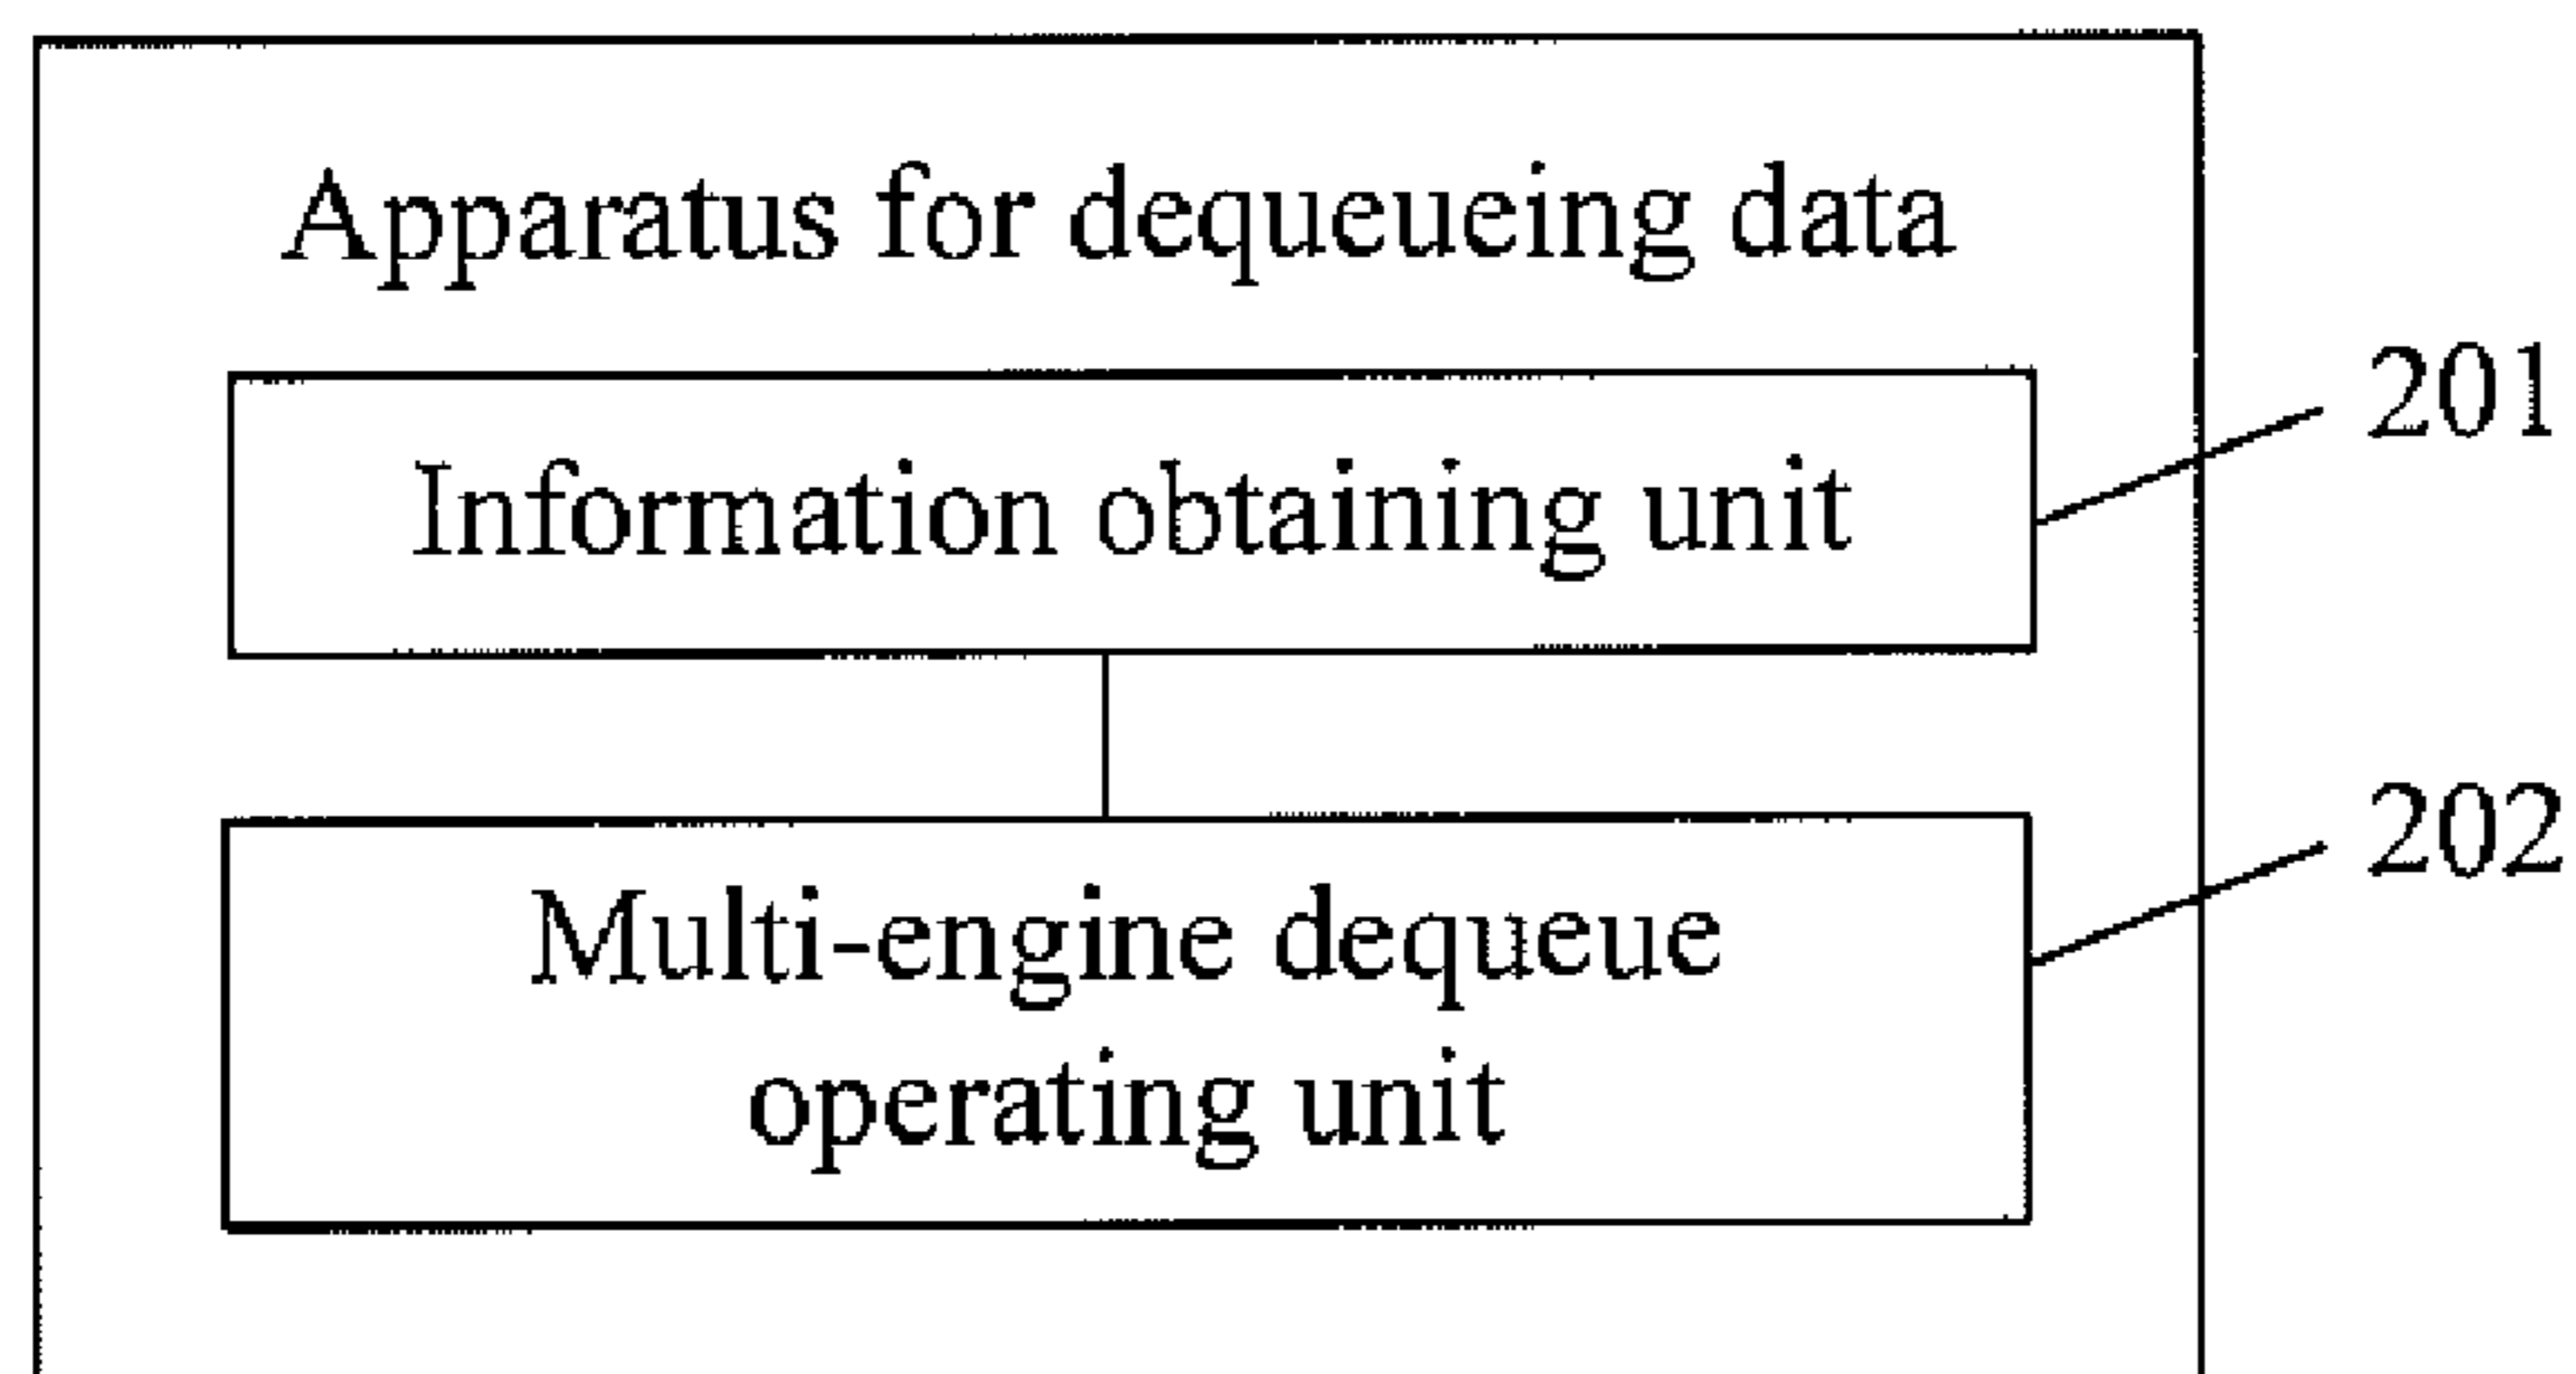 Apparatus for dequeueing data
201
Information obtaining unit
202
Multi-engine dequeue
operating unit